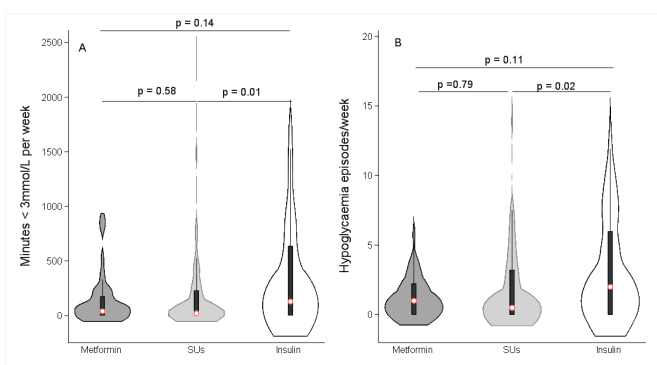 p = 0.14
A
p = 0.58
p = 0.01
Minutes < 3mmol/L per week
2500
2000
1500
1000
500
0
Metformin
SUs
Insulin
B
p = 0.11
p =0.79
p = 0.02
Hypoglycaemia episodes/week
20
15
10
5
0
Metformin
SUs
Insulin